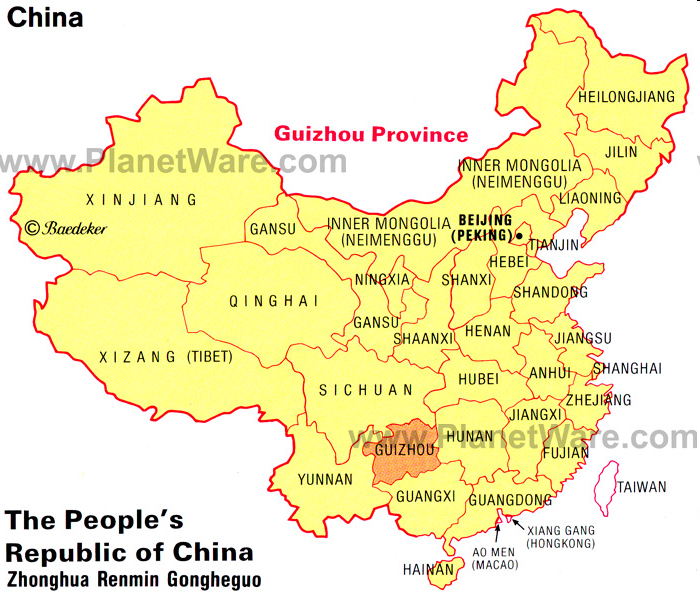 China
HEILONGJIANG
Guizhou Province
JILIN
www.PlanetWare.com
INNER MONGOLIA
(NEIMENGGU)
LIAONING
XINJIANG
© Baedeker
GANSU
INNER MONGOLIA
(NEIMENGGU)
BEIJING
(PEKING)
TIANJIN
HEBEI
NINGXIA
SHANXI
SHANDONG
QINGHAI
GANSU
SHAANXI
HENAN
JIANGSU
XIZANG (TIBET)
SICHUAN
HUBEI
ANHUI
SHANGHAI
ZHEJIANG
JIANGXI
www.PlanetWare.com
GUIZHOU
HUNAN
FUJIAN
YUNNAN
GUANGXI
GUANGDONG
TAIWAN
XIANG GANG
(HONGKONG)
AO MEN
(MACAO)
HAINAN
The People's
Republic of China
Zhonghua Renmin Gongheguo